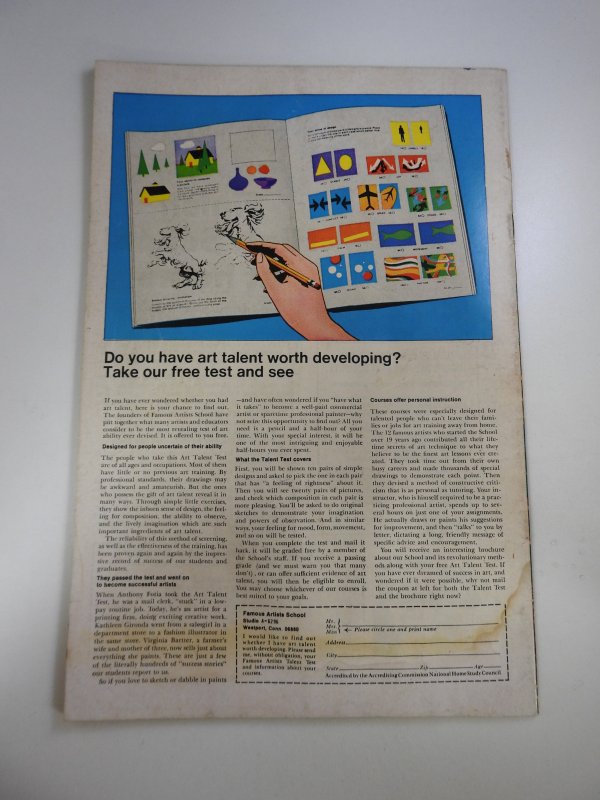 Do you have art talent worth developing?
Take our free test and see
If you have ever wondered whether you had
art talent, here is your chance to find out.
The founders of Famous Artists School have
put together what many artists and educators
consider to be the most revealing test of art
ability ever devised. It is offered to you free.
Designed for people uncertain of their ability
The people who take this Art Talent Test
are of all ages and occupations. Most of them
have little or no previous art training. By
professional standards, their drawings may
be awkward and amateurish. But the ones
who possess the gift of art talent reveal it in
many ways. Through simple little exercises,
they show the inborn sense of design, the feel-
ing for composition, the ability to observe,
and the lively imagination which are such
important ingredients of art talent.
The reliability of this method of screening,
as well as the effectiveness of the training, has
been proven again and again by the impres-
sive record of success of our students and
graduates.
They passed the test and went on
to become successful artists
When Anthony Foria took the Art Talent
Test, he was a mail clerk, "stuck" in a low-
pay routine job. Today, he's an artist for a
printing firm, doing exciting creative work.
Kathleen Gironda went from a salesgirl in a
department store to a fashion illustrator in
the same store. Virginia Bartter, a farmer's
wife and mother of three, now sells just about
everything she paints. These are just a few
of the literally hundreds of "success stories"
our students report to us.
So if you love to sketch or dabble in paints
—and have often wondered if you "have what
it takes" to become a well-paid commercial
artist or sparetime professional painter—why
not seize this opportunity to find out? All you
need is a pencil and a half-hour of your
time. With your special interest, it will be
one of the most intriguing and enjoyable
half-hours you ever spent.
What the Talent Test covers
First, you will be shown ten pairs of simple
designs and asked to pick the one in each pair
that has "a feeling of rightness" about it.
Then you will see twenty pairs of pictures,
and check which composition in each pair is
more pleasing. You'll be asked to do original
sketches to demonstrate your imagination
and powers of observation. And in similar
ways, your feeling for mood, form, movement,
and so on will be tested.
When you complete the test and mail it
back, it will be graded free by a member of
the School's staff. If you receive a passing
grade (and we must warn you that many
don't), or can offer sufficient evidence of art
talent, you will then be eligible to enroll.
You may choose whichever of our courses is
best suited to your goals.
Courses offer personal instruction
These courses were especially designed for
talented people who can't leave their fami-
lies or jobs for art training away from home.
The 12 famous artists who started the School
over 19 years ago contributed all their life-
time secrets of art technique to what they
believe to be the finest art lessons ever cre-
ated. They took time out from their own
busy careers and made thousands of special
drawings to demonstrate each point. Then
they devised a method of constructive criti-
cism that is as personal as tutoring. Your in-
structor, who is himself required to be a prac-
ticing professional artist, spends up to sev-
eral hours on just one of your assignments.
He actually draws or paints his suggestions
for improvement, and then "talks" to you by
letter, dictating a long, friendly message of
specific advice and encouragement.
You will receive an interesting brochure
about our School and its revolutionary meth-
ods along with your free Art Talent Test. If
you have ever dreamed of success in art, and
wondered if it were possible, why not mail
the coupon at left for both the Talent Test
and the brochure right now?
Famous Artists School
Westport, Conn. 06880
I would like to find out
whether I have art talent
worth developing. Please send
me, without obligation, your
Famous Artists Talent Test
and information about your
courses.
Mr.
Mrs.
Miss
Please circle one and print name
Address
City
State Zip Age
Accredited by the Accrediting Commission National Home Study Council